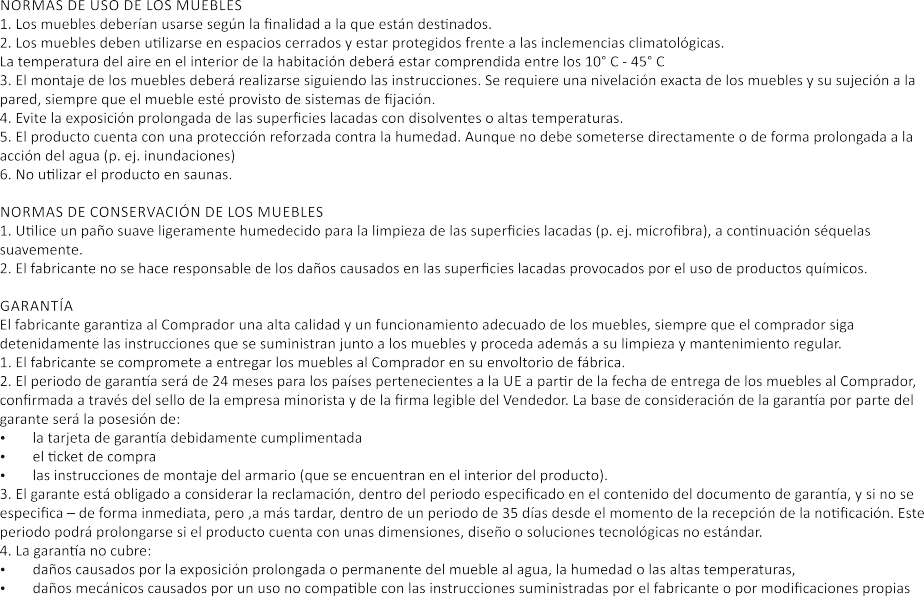 NORMAS DE USO DE LOS MUEBLES
1. Los muebles deberían usarse según la finalidad a la que están destinados.
2. Los muebles deben utilizarse en espacios cerrados y estar protegidos frente a las inclemencias climatológicas.
La temperatura del aire en el interior de la habitación deberá estar comprendida entre los 10° C - 45° C
3. El montaje de los muebles deberá realizarse siguiendo las instrucciones. Se requiere una nivelación exacta de los muebles y su sujeción a la
pared, siempre que el mueble esté provisto de sistemas de fijación.
4. Evite la exposición prolongada de las superficies lacadas con disolventes o altas temperaturas.
5. El producto cuenta con una protección reforzada contra la humedad. Aunque no debe someterse directamente o de forma prolongada a la
acción del agua (p. ej. inundaciones)
6. No utilizar el producto en saunas.
NORMAS DE CONSERVACIÓN DE LOS MUEBLES
1. Utilice un paño suave ligeramente humedecido para la limpieza de las superficies lacadas (p. ej. microfibra), a continuación séquelas
suavemente.
2. El fabricante no se hace responsable de los daños causados en las superficies lacadas provocados por el uso de productos químicos.
GARANTÍA
El fabricante garantiza al Comprador una alta calidad y un funcionamiento adecuado de los muebles, siempre que el comprador siga
detenidamente las instrucciones que se suministran junto a los muebles y proceda además a su limpieza y mantenimiento regular.
1. El fabricante se compromete a entregar los muebles al Comprador en su envoltorio de fábrica.
2. El periodo de garantía será de 24 meses para los países pertenecientes a la UE a partir de la fecha de entrega de los muebles al Comprador,
confirmada a través del sello de la empresa minorista y de la firma legible del Vendedor. La base de consideración de la garantía por parte del
garante será la posesión de:
• la tarjeta de garantía debidamente cumplimentada
• el ticket de compra
• las instrucciones de montaje del armario (que se encuentran en el interior del producto).
3. El garante está obligado a considerar la reclamación, dentro del periodo especificado en el contenido del documento de garantía, y si no se
especifica – de forma inmediata, pero ,a más tardar, dentro de un periodo de 35 días desde el momento de la recepción de la notificación. Este
periodo podrá prolongarse si el producto cuenta con unas dimensiones, diseño o soluciones tecnológicas no estándar.
4. La garantía no cubre:
• daños causados por la exposición prolongada o permanente del mueble al agua, la humedad o las altas temperaturas,
• daños mecánicos causados por un uso no compatible con las instrucciones suministradas por el fabricante o por modificaciones propias